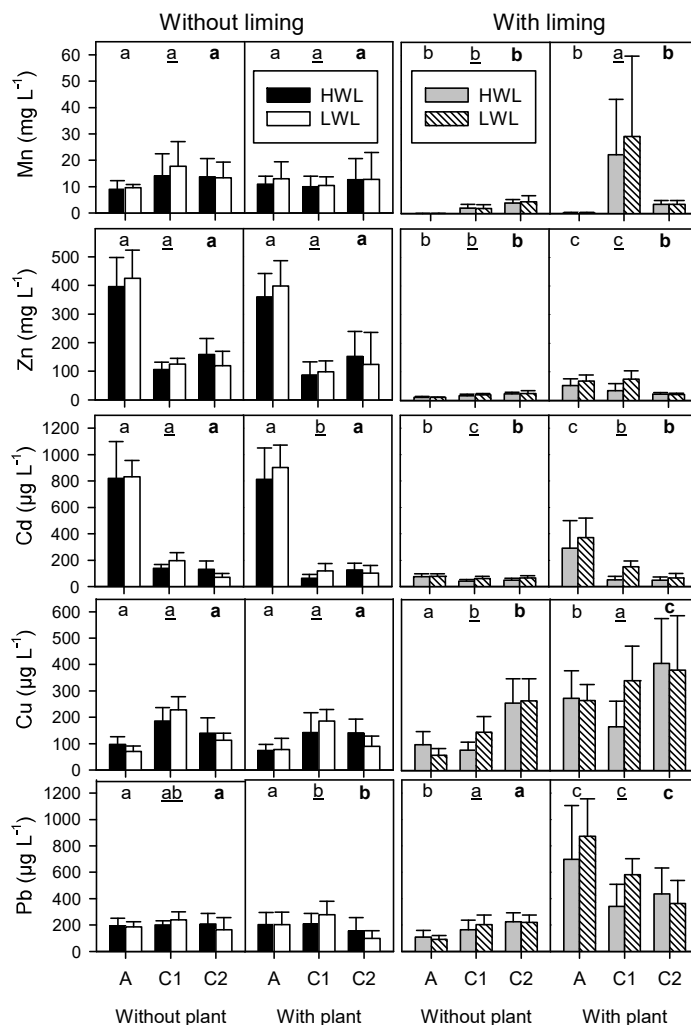 Without liming With liming
Mn (mg L⁻¹)
60
50
40
30
20
10
0
a a a a a a b b b b a b
HWL
LWL
HWL
LWL
Zn (mg L⁻¹)
400
300
200
100
0
a a a a a a b b b c c b
Cd (µg L⁻¹)
1200
1000
800
600
400
200
0
a a a a b a b c b c b b
Cu (µg L⁻¹)
600
500
400
300
200
100
0
a a a a a a a b b b a c
Pb (µg L⁻¹)
1200
1000
800
600
400
200
0
a ab a a b b b a a c c c
A C1 C2 A C1 C2 A C1 C2 A C1 C2
Without plant With plant Without plant With plant